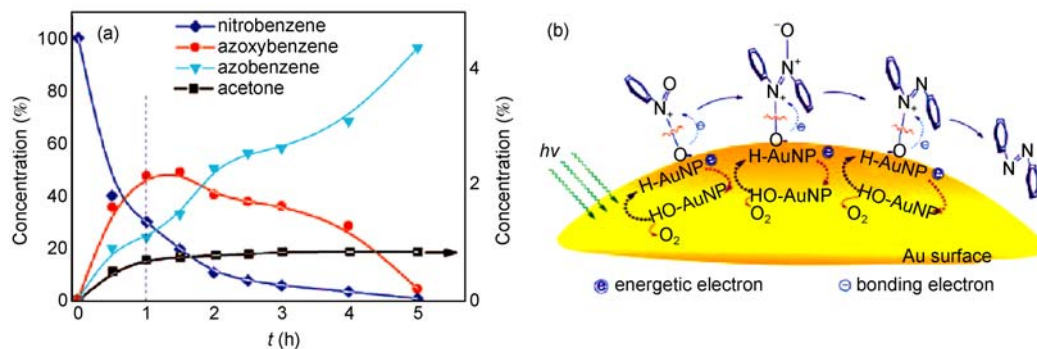 (a)
nitrobenzene
azoxybenzene
azobenzene
acetone
Concentration (%)
100
80
60
40
20
0
0 1 2 3 4 5
t (h)
4
2
0
Concentration (%)
(b)
O⁻
O
N⁺
N⁺
N
N⁺
N
N⁺
N
N
O
O
O
e
e
e
hv
H-AuNP e
H-AuNP e
H-AuNP e
HO-AuNP
HO-AuNP
HO-AuNP
O₂
O₂
O₂
Au surface
e energetic electron
bonding electron